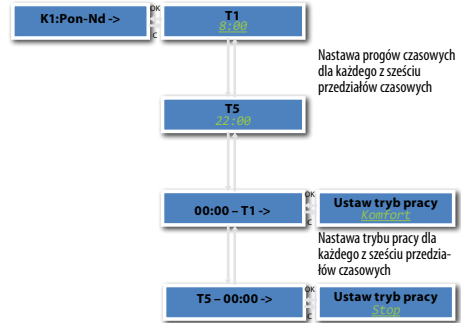 K1:Pon-Nd ->
OK
C
T1
8:00
Nastawa progów czasowych
dla każdego z sześciu
przedziałów czasowych
T5
22:00
00:00 – T1 ->
OK
C
Ustaw tryb pracy
Komfort
Nastawa trybu pracy dla
każdego z sześciu przedzia-
łów czasowych
T5 – 00:00 ->
OK
C
Ustaw tryb pracy
Stop